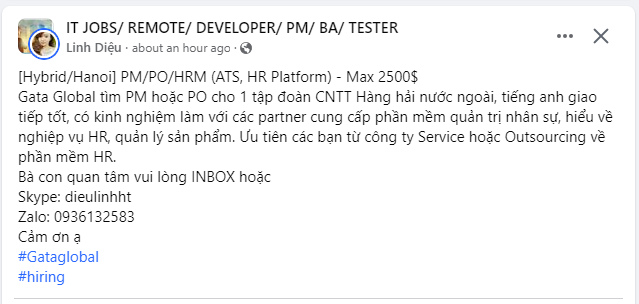 IT JOBS/ REMOTE/ DEVELOPER/ PM/ BA/ TESTER
Linh Diệu · about an hour ago ·
[Hybrid/Hanoi] PM/PO/HRM (ATS, HR Platform) - Max 2500$
Gata Global tìm PM hoặc PO cho 1 tập đoàn CNTT Hàng hải nước ngoài, tiếng anh giao
tiếp tốt, có kinh nghiệm làm với các partner cung cấp phần mềm quản trị nhân sự, hiểu về
nghiệp vụ HR, quản lý sản phẩm. Ưu tiên các bạn từ công ty Service hoặc Outsourcing về
phần mềm HR.
Bà con quan tâm vui lòng INBOX hoặc
Skype: dieulinhht
Zalo: 0936132583
Cảm ơn ạ
#Gataglobal
#hiring